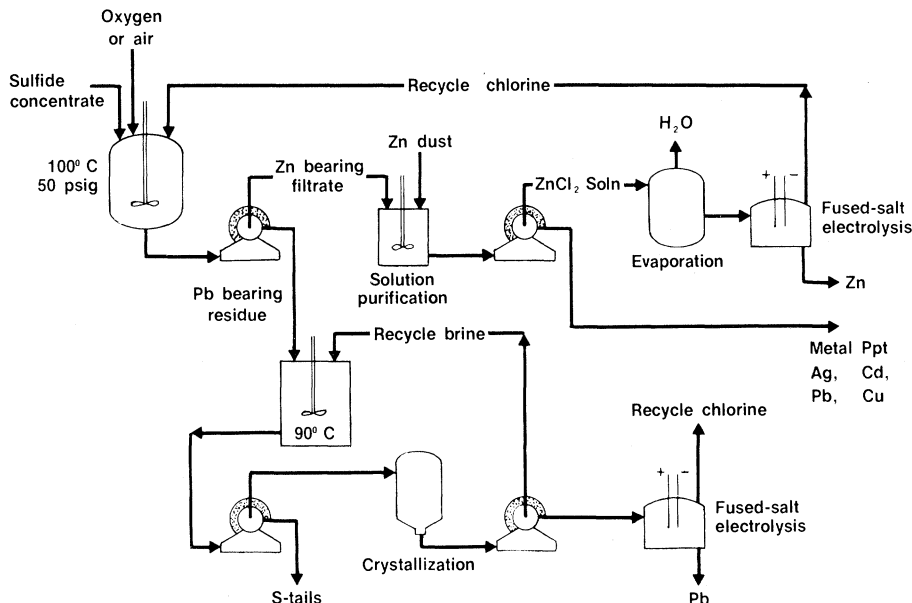 Oxygen
or air
Sulfide
concentrate
Recycle chlorine
100⁰ C
50 psig
Zn bearing
filtrate
Zn dust
ZnCl₂ Soln
H₂O
+ −
Fused-salt
electrolysis
Evaporation
Solution
purification
Zn
Pb bearing
residue
Recycle brine
Metal Ppt
Ag, Cd,
Pb, Cu
90⁰ C
Recycle chlorine
+ −
Fused-salt
electrolysis
Crystallization
S-tails
Pb